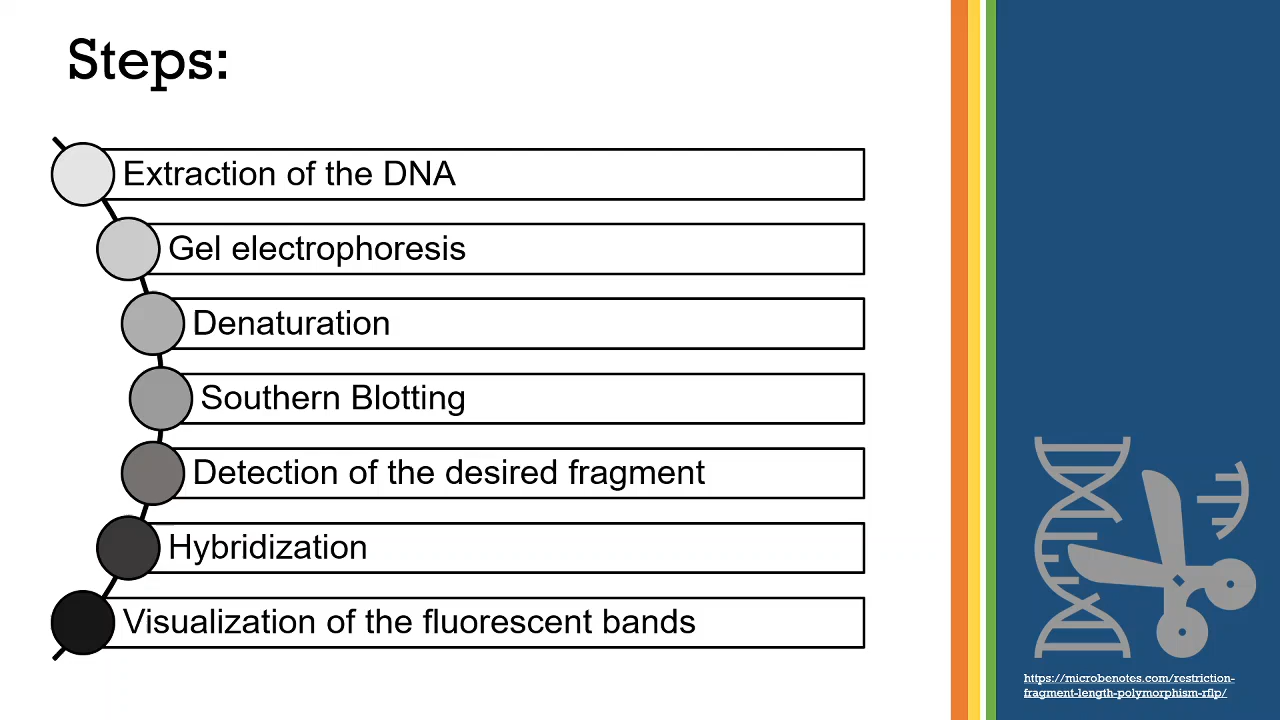 Steps:
Extraction of the DNA
Gel electrophoresis
Denaturation
Southern Blotting
Detection of the desired fragment
Hybridization
Visualization of the fluorescent bands
https://microbenotes.com/restriction-
fragment-length-polymorphism-rflp/